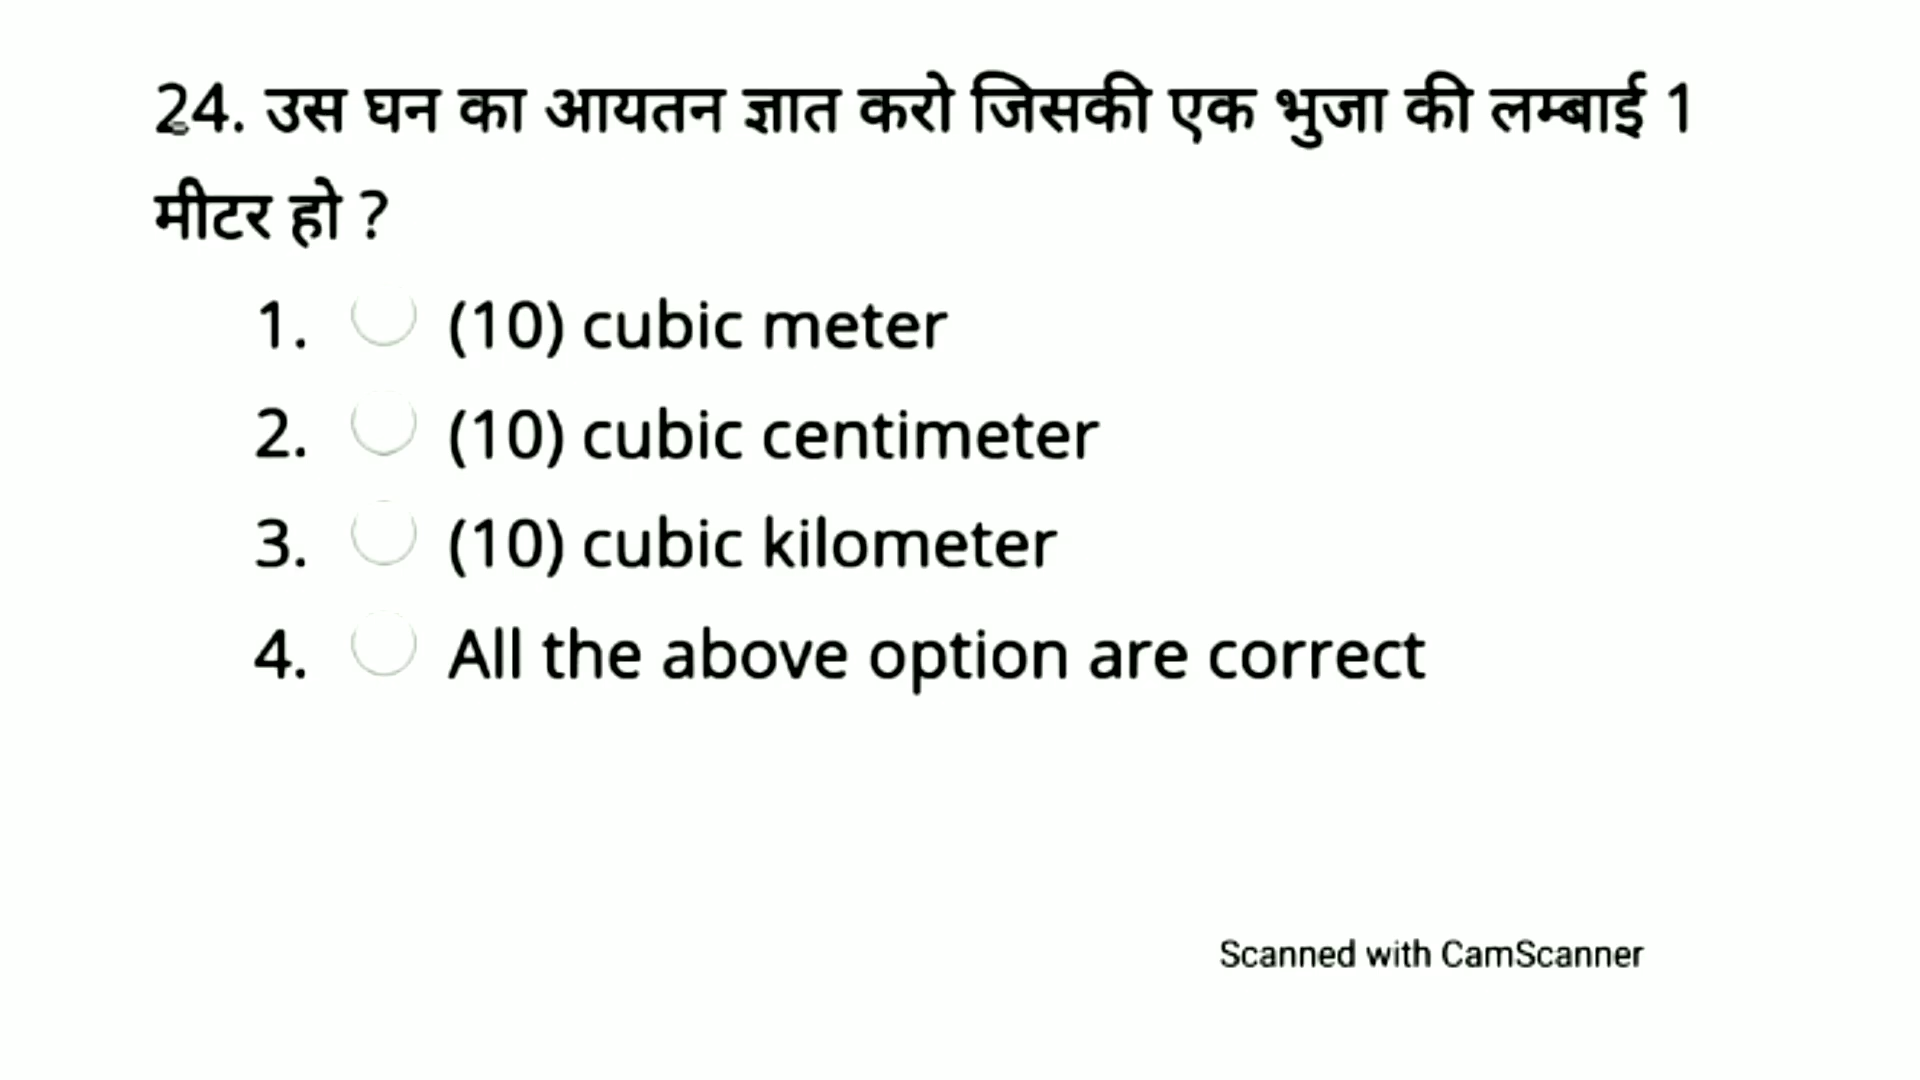 24. उस घन का आयतन ज्ञात करो जिसकी एक भुजा की लम्बाई 1
मीटर हो ?
1. (10) cubic meter
2. (10) cubic centimeter
3. (10) cubic kilometer
4. All the above option are correct
Scanned with CamScanner